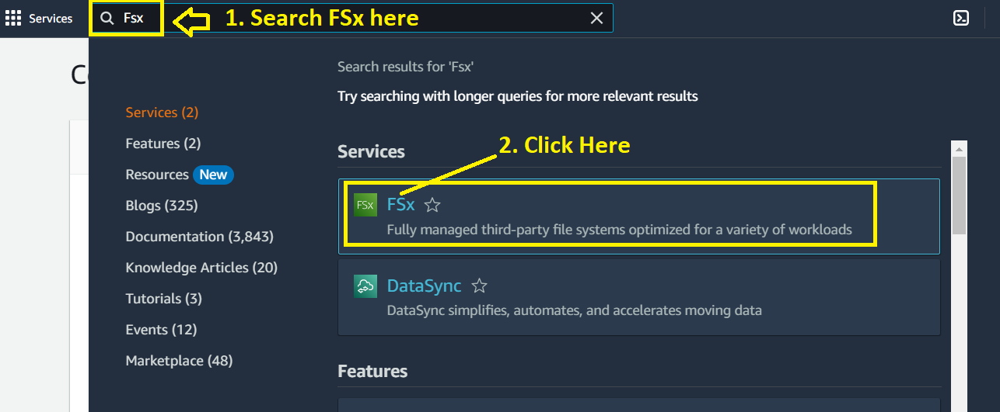 Services
Fsx
1. Search FSx here
Search results for 'Fsx'
Try searching with longer queries for more relevant results
Services (2)
Features (2)
Resources New
Blogs (325)
Documentation (3,843)
Knowledge Articles (20)
Tutorials (3)
Events (12)
Marketplace (48)
Services
2. Click Here
FSx FSx
Fully managed third-party file systems optimized for a variety of workloads
DataSync
DataSync simplifies, automates, and accelerates moving data
Features